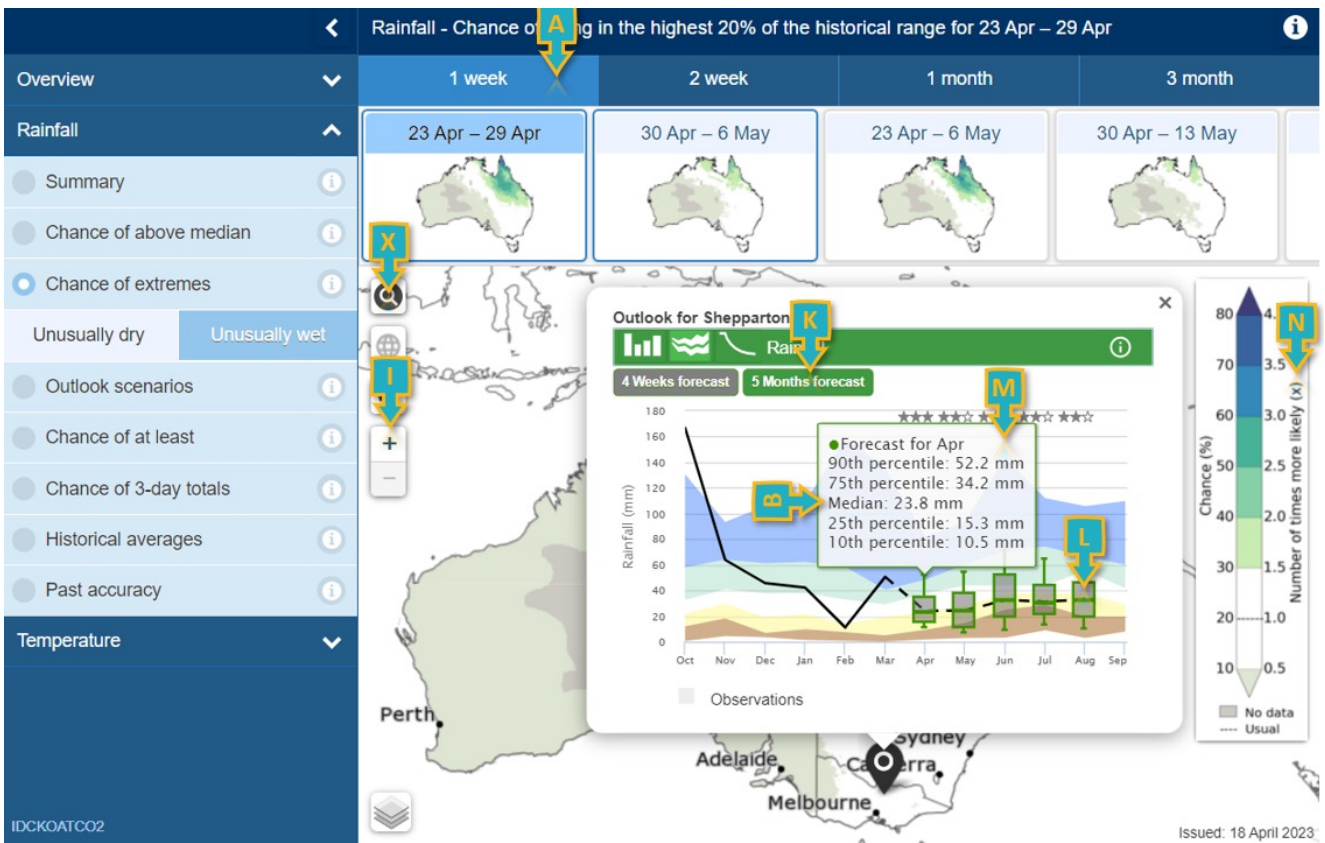 Rainfall - Chance of being in the highest 20% of the historical range for 23 Apr – 29 Apr
A
Overview
1 week
2 week
1 month
3 month
Rainfall
23 Apr – 29 Apr
30 Apr – 6 May
23 Apr – 6 May
30 Apr – 13 May
Summary
Chance of above median
X
Chance of extremes
Unusually dry
Unusually wet
Outlook scenarios
Chance of at least
Chance of 3-day totals
Historical averages
Past accuracy
Temperature
IDCKOATCO2
I
+
−
Outlook for Shepparton
K
Rain
4 Weeks forecast
5 Months forecast
M
★★★ ★★☆ ★★☆ ★★☆
Forecast for Apr
90th percentile: 52.2 mm
75th percentile: 34.2 mm
B
Median: 23.8 mm
25th percentile: 15.3 mm
10th percentile: 10.5 mm
L
Rainfall (mm)
180
160
140
120
100
80
60
40
20
0
Oct
Nov
Dec
Jan
Feb
Mar
Apr
May
Jun
Jul
Aug
Sep
Observations
N
Chance (%)
80
70
60
50
40
30
20
10
4.
3.5
3.0
2.5
2.0
1.5
1.0
0.5
Number of times more likely (x)
No data
---- Usual
Perth
Adelaide
Sydney
Melbourne
Issued: 18 April 2023